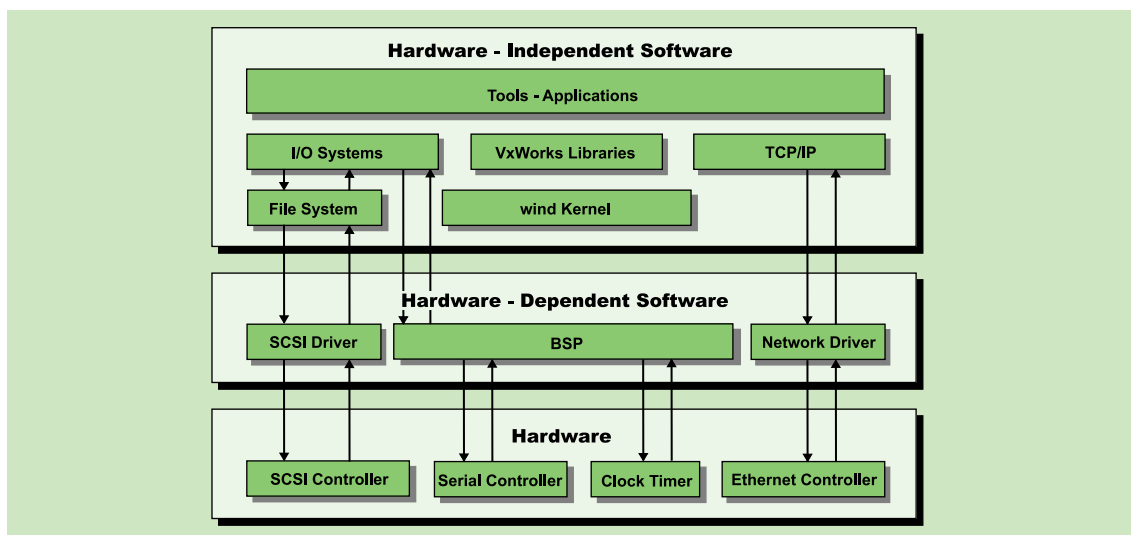 Hardware - Independent Software
Tools - Applications
I/O Systems
VxWorks Libraries
TCP/IP
File System
wind Kernel
Hardware - Dependent Software
SCSI Driver
BSP
Network Driver
Hardware
SCSI Controller
Serial Controller
Clock Timer
Ethernet Controller